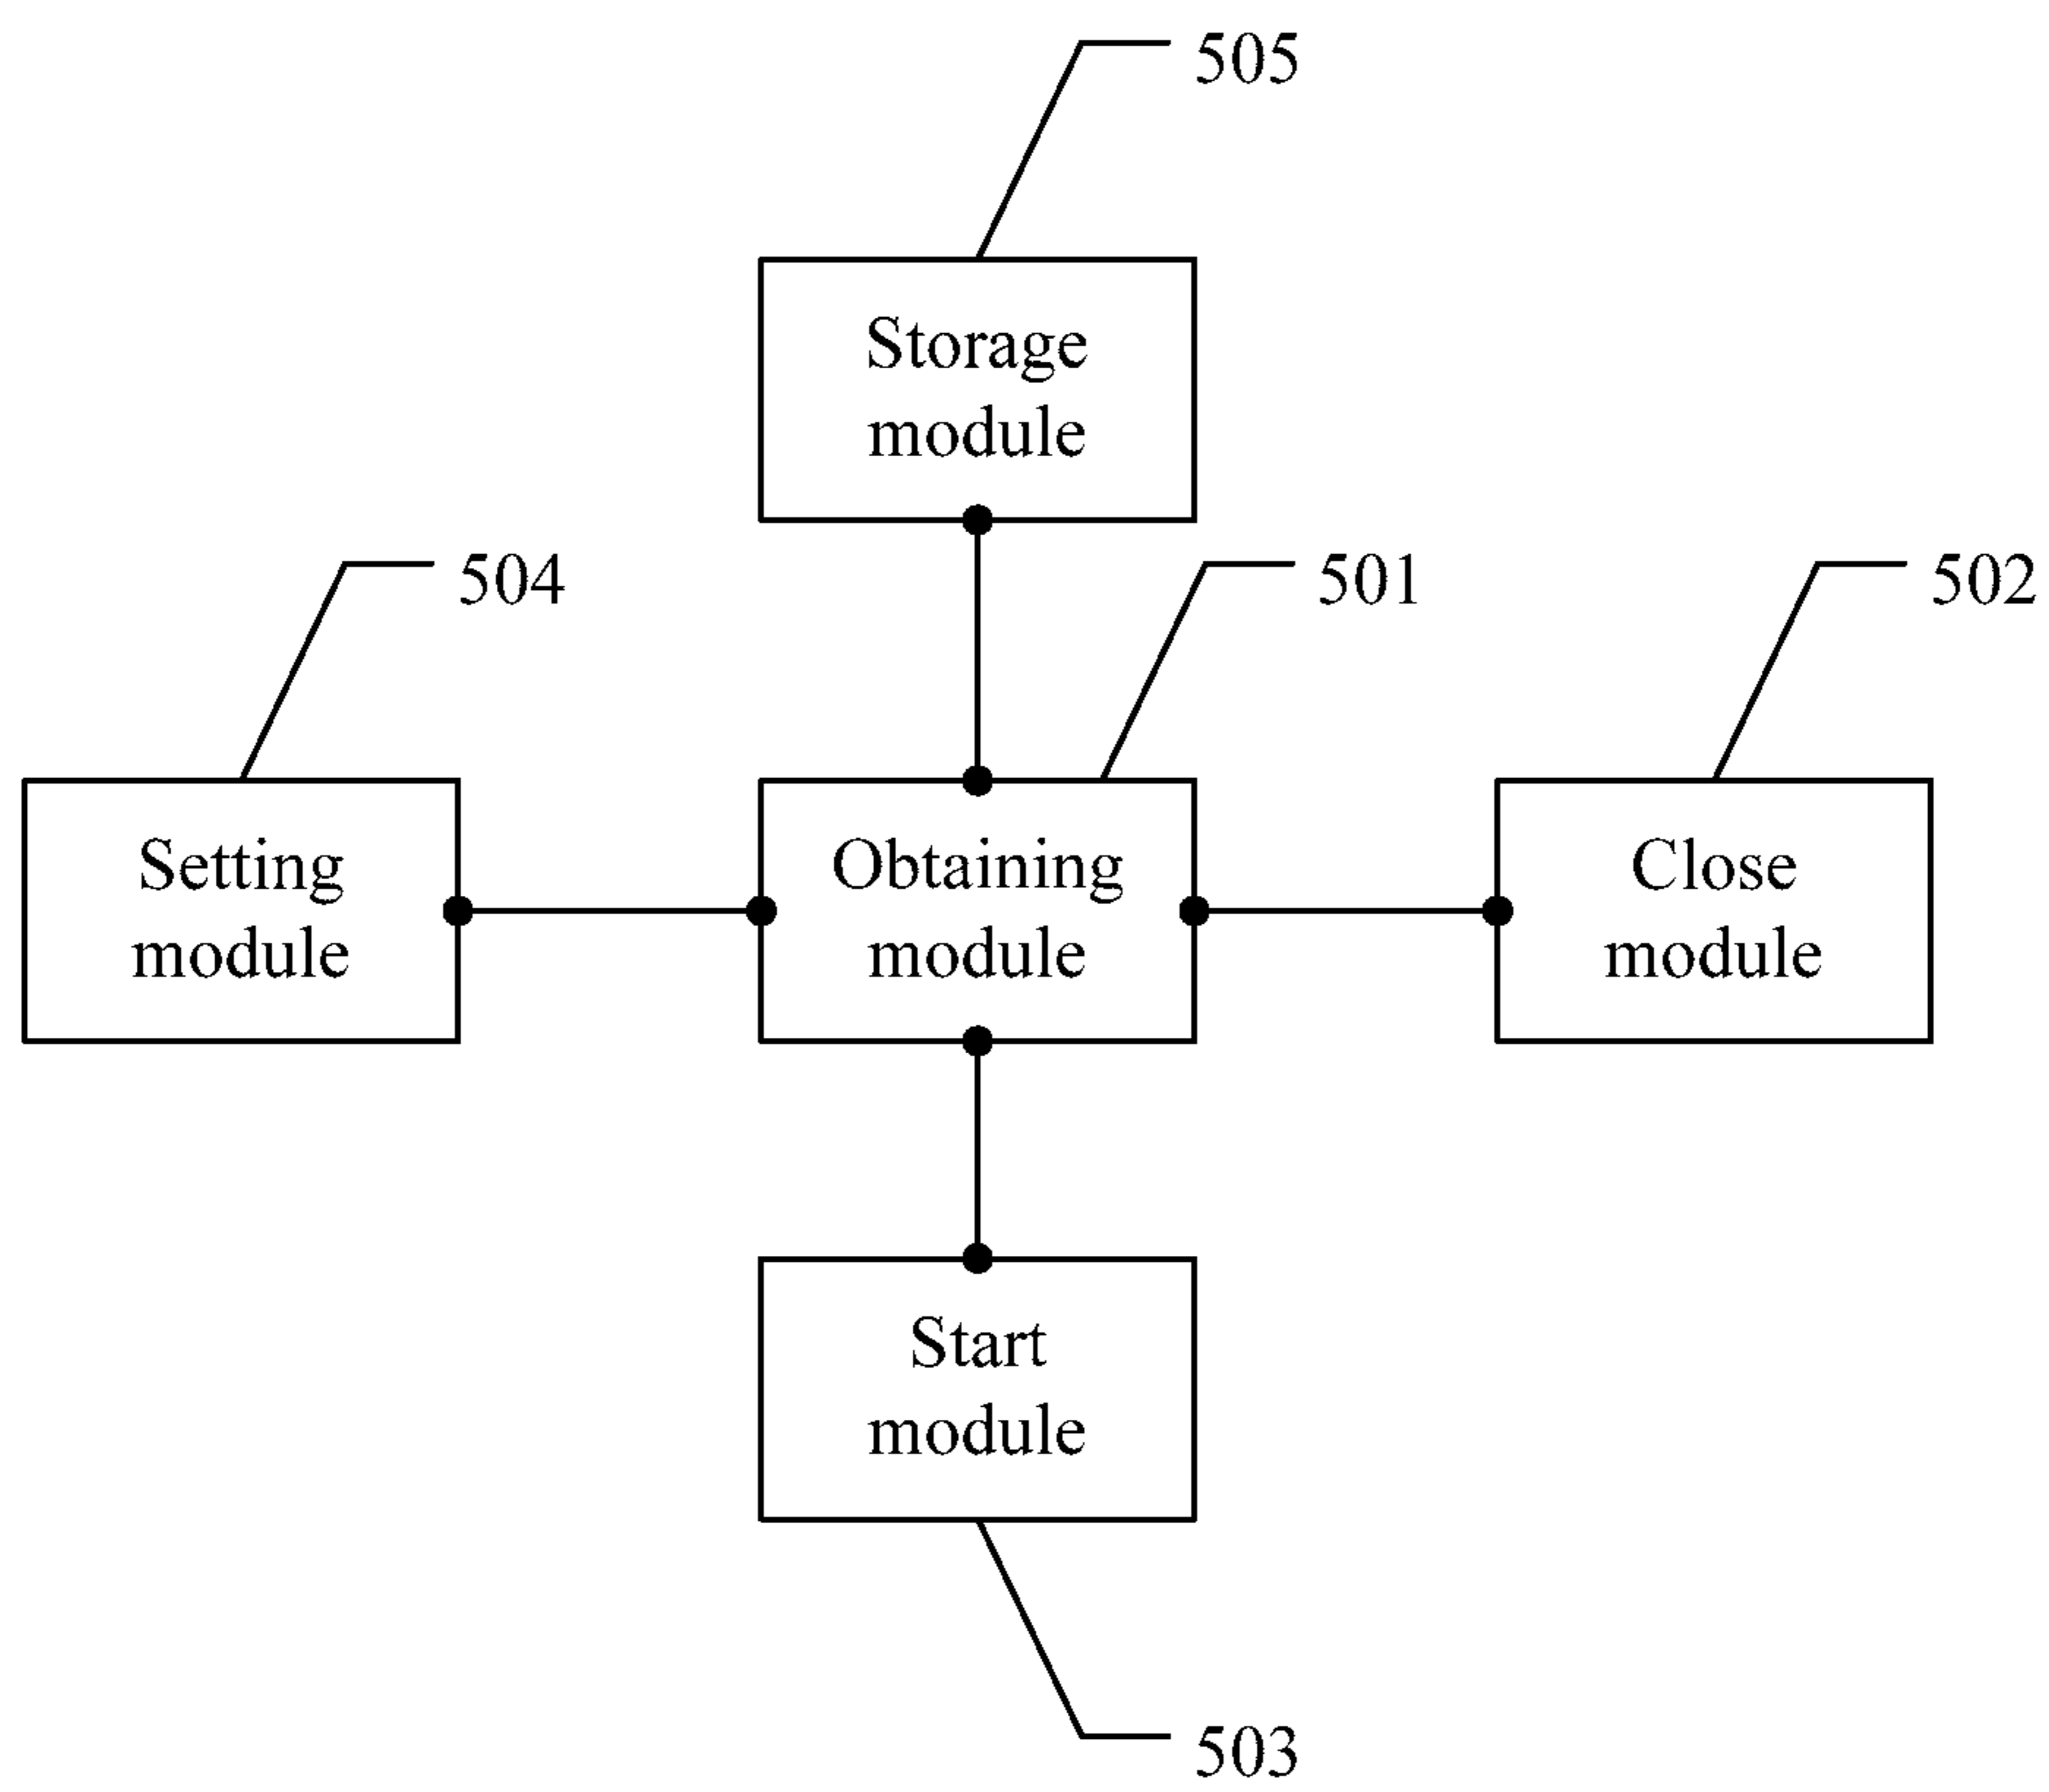 505
Storage
module
504
501
502
Setting
module
Obtaining
module
Close
module
Start
module
503